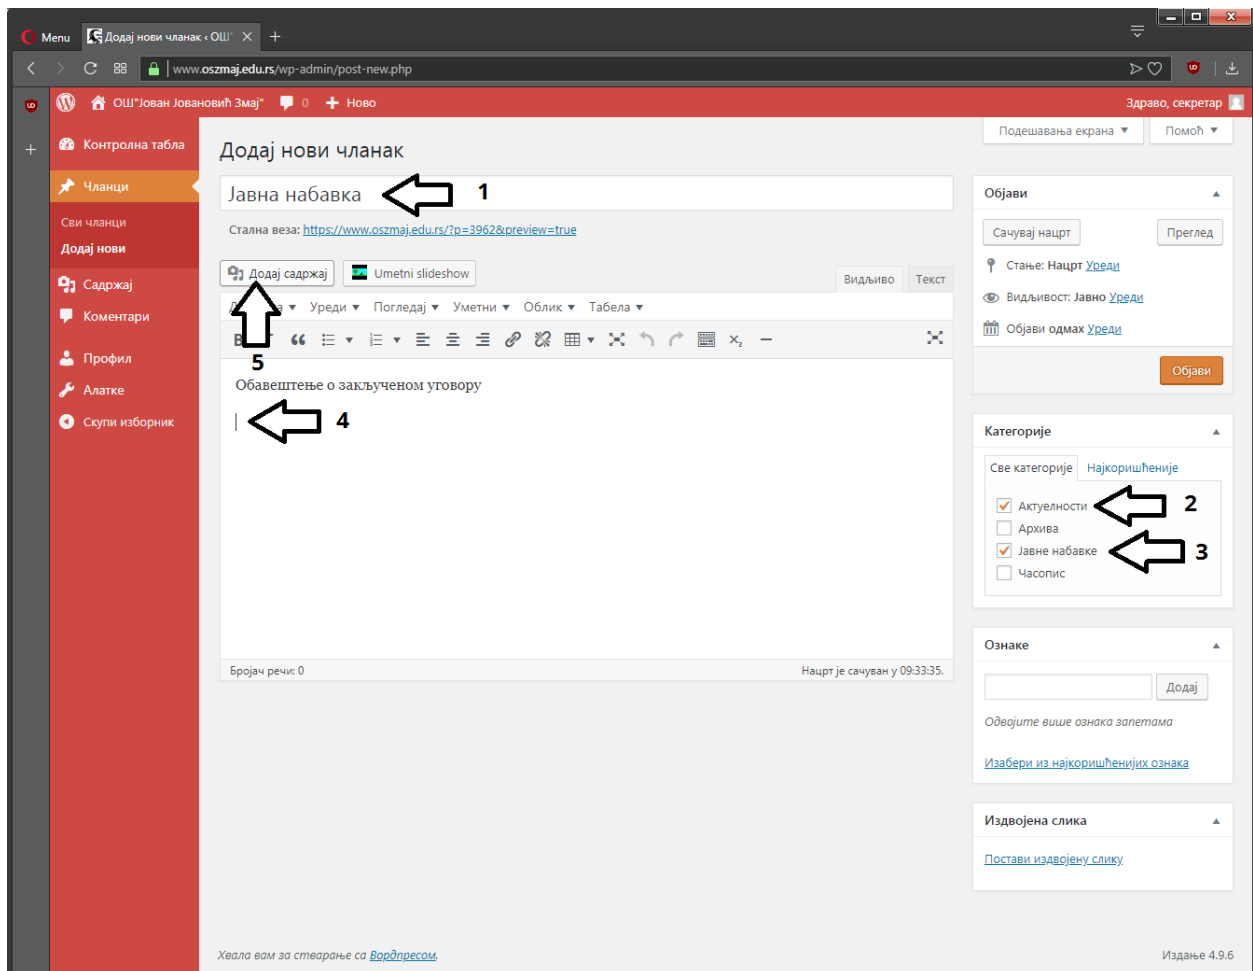 Menu
Додај нови чланак ‹ ОШ"
www.oszmaj.edu.rs/wp-admin/post-new.php
ОШ"Јован Јовановић Змај" 0 Ново
Здраво, секретар
Контролна табла
Чланци
Сви чланци
Додај нови
Садржај
Коментари
Профил
Алатке
Скупи изборник
Подешавања екрана
Помоћ
Додај нови чланак
Јавна набавка
1
Стална веза: https://www.oszmaj.edu.rs/?p=3962&preview=true
Додај садржај
Umetni slideshow
Видљиво Текст
Уреди Погледај Уметни Облик Табела
5
Обавештење о закљученом уговору
4
Бројач речи: 0
Нацрт је сачуван у 09:33:35.
Објави
Сачувај нацрт Преглед
Стање: Нацрт Уреди
Видљивост: Јавно Уреди
Објави одмах Уреди
Објави
Категорије
Све категорије Најкоришћеније
Актуелности
2
Архива
Јавне набавке
3
Часопис
Ознаке
Додај
Одвојите више ознака запетама
Изабери из најкоришћенијих ознака
Издвојена слика
Постави издвојену слику
Хвала вам за стварање са Вордпресом.
Издање 4.9.6